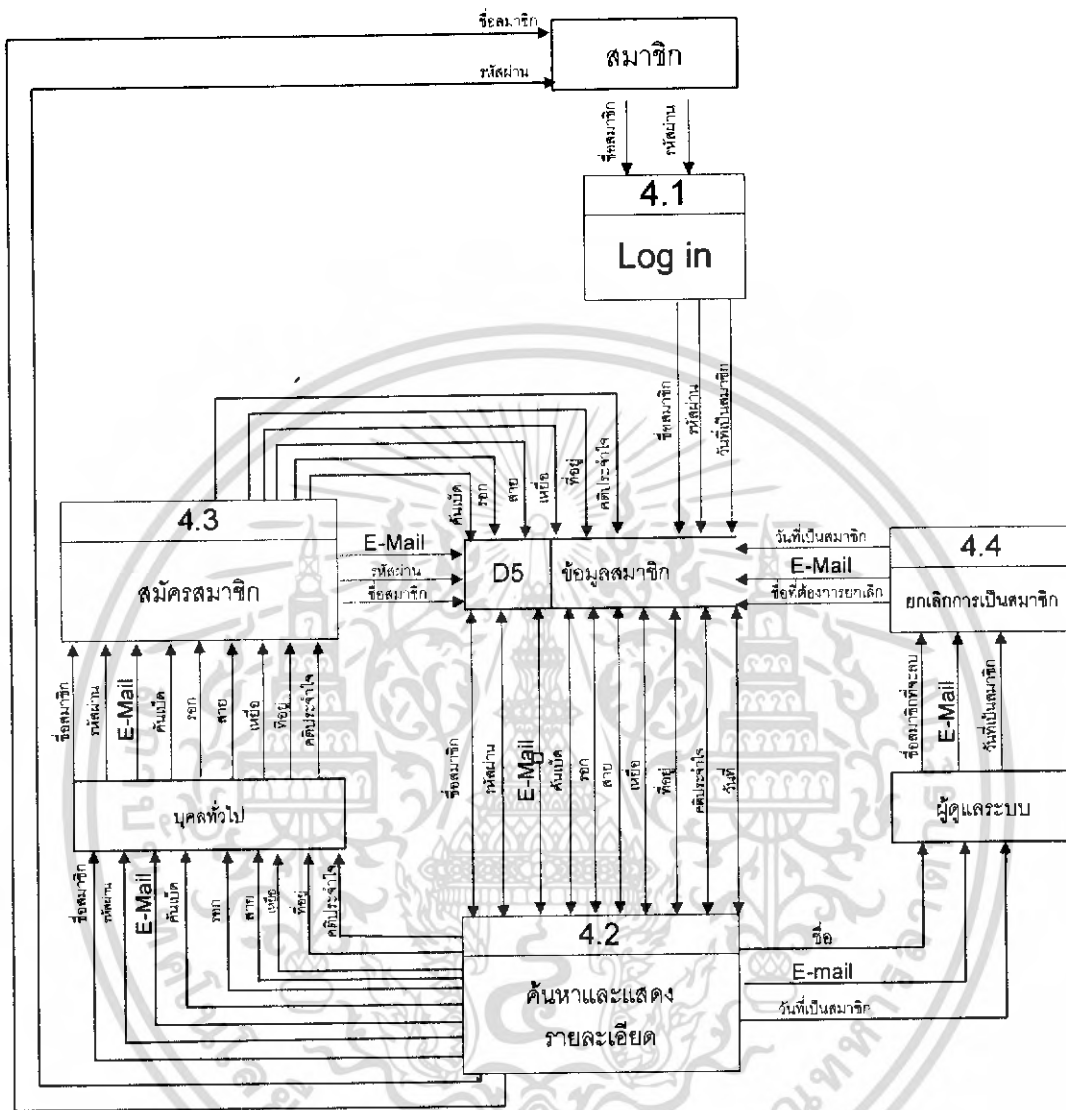 ชื่อสมาชิก
สมาชิก
รหัสผ่าน
ชื่อสมาชิก
รหัสผ่าน
4.1
Log in
ชื่อสมาชิก
รหัสผ่าน
วันที่เป็นสมาชิก
คันเบ็ด
รอก
สาย
เหยื่อ
ที่อยู่
คติประจำใจ
4.3
สมัครสมาชิก
E-Mail
รหัสผ่าน
ชื่อสมาชิก
D5
ข้อมูลสมาชิก
วันที่เป็นสมาชิก
E-Mail
ชื่อที่ต้องการยกเลิก
4.4
ยกเลิกการเป็นสมาชิก
ชื่อสมาชิก
รหัสผ่าน
E-Mail
คันเบ็ด
รอก
สาย
เหยื่อ
ที่อยู่
คติประจำใจ
ชื่อสมาชิก
รหัสผ่าน
E-Mail
คันเบ็ด
รอก
สาย
เหยื่อ
ที่อยู่
คติประจำใจ
วันที่
ชื่อสมาชิกที่จะลบ
E-Mail
วันที่เป็นสมาชิก
บุคลทั่วไป
ผู้ดูแลระบบ
ชื่อสมาชิก
รหัสผ่าน
E-Mail
คันเบ็ด
รอก
สาย
เหยื่อ
ที่อยู่
คติประจำใจ
4.2
ค้นหาและแสดง
รายละเอียด
ชื่อ
E-mail
วันที่เป็นสมาชิก